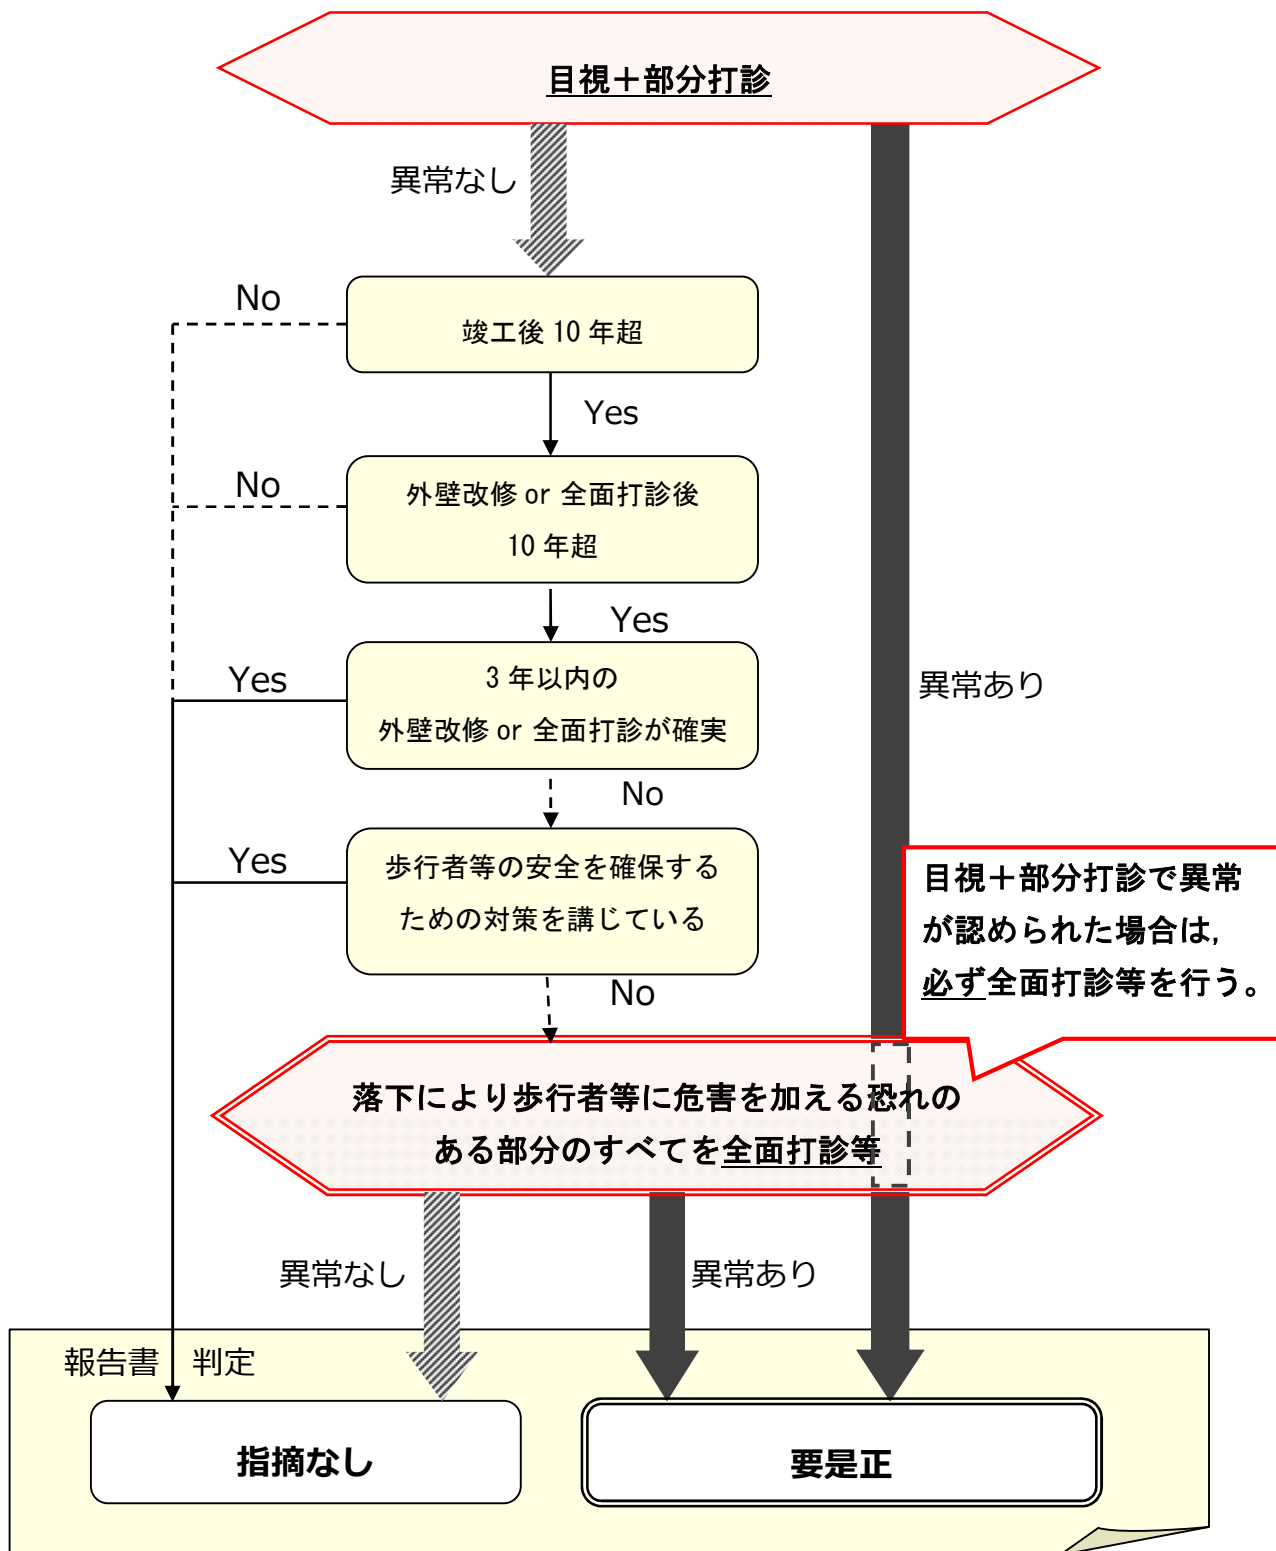 目視＋部分打診
異常なし
No
竣工後 10 年超
Yes
No
外壁改修 or 全面打診後
10 年超
Yes
Yes
3 年以内の
外壁改修 or 全面打診が確実
異常あり
No
Yes
歩行者等の安全を確保する
ための対策を講じている
目視＋部分打診で異常
が認められた場合は,
必ず全面打診等を行う。
No
落下により歩行者等に危害を加える恐れの
ある部分のすべてを全面打診等
異常なし
異常あり
報告書 判定
指摘なし
要是正